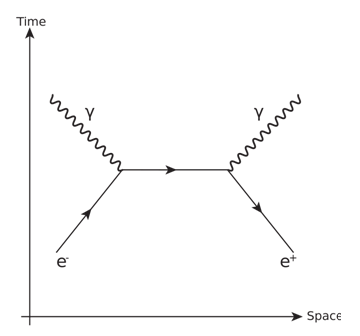 Time
γ γ
e⁻ e⁺
Space